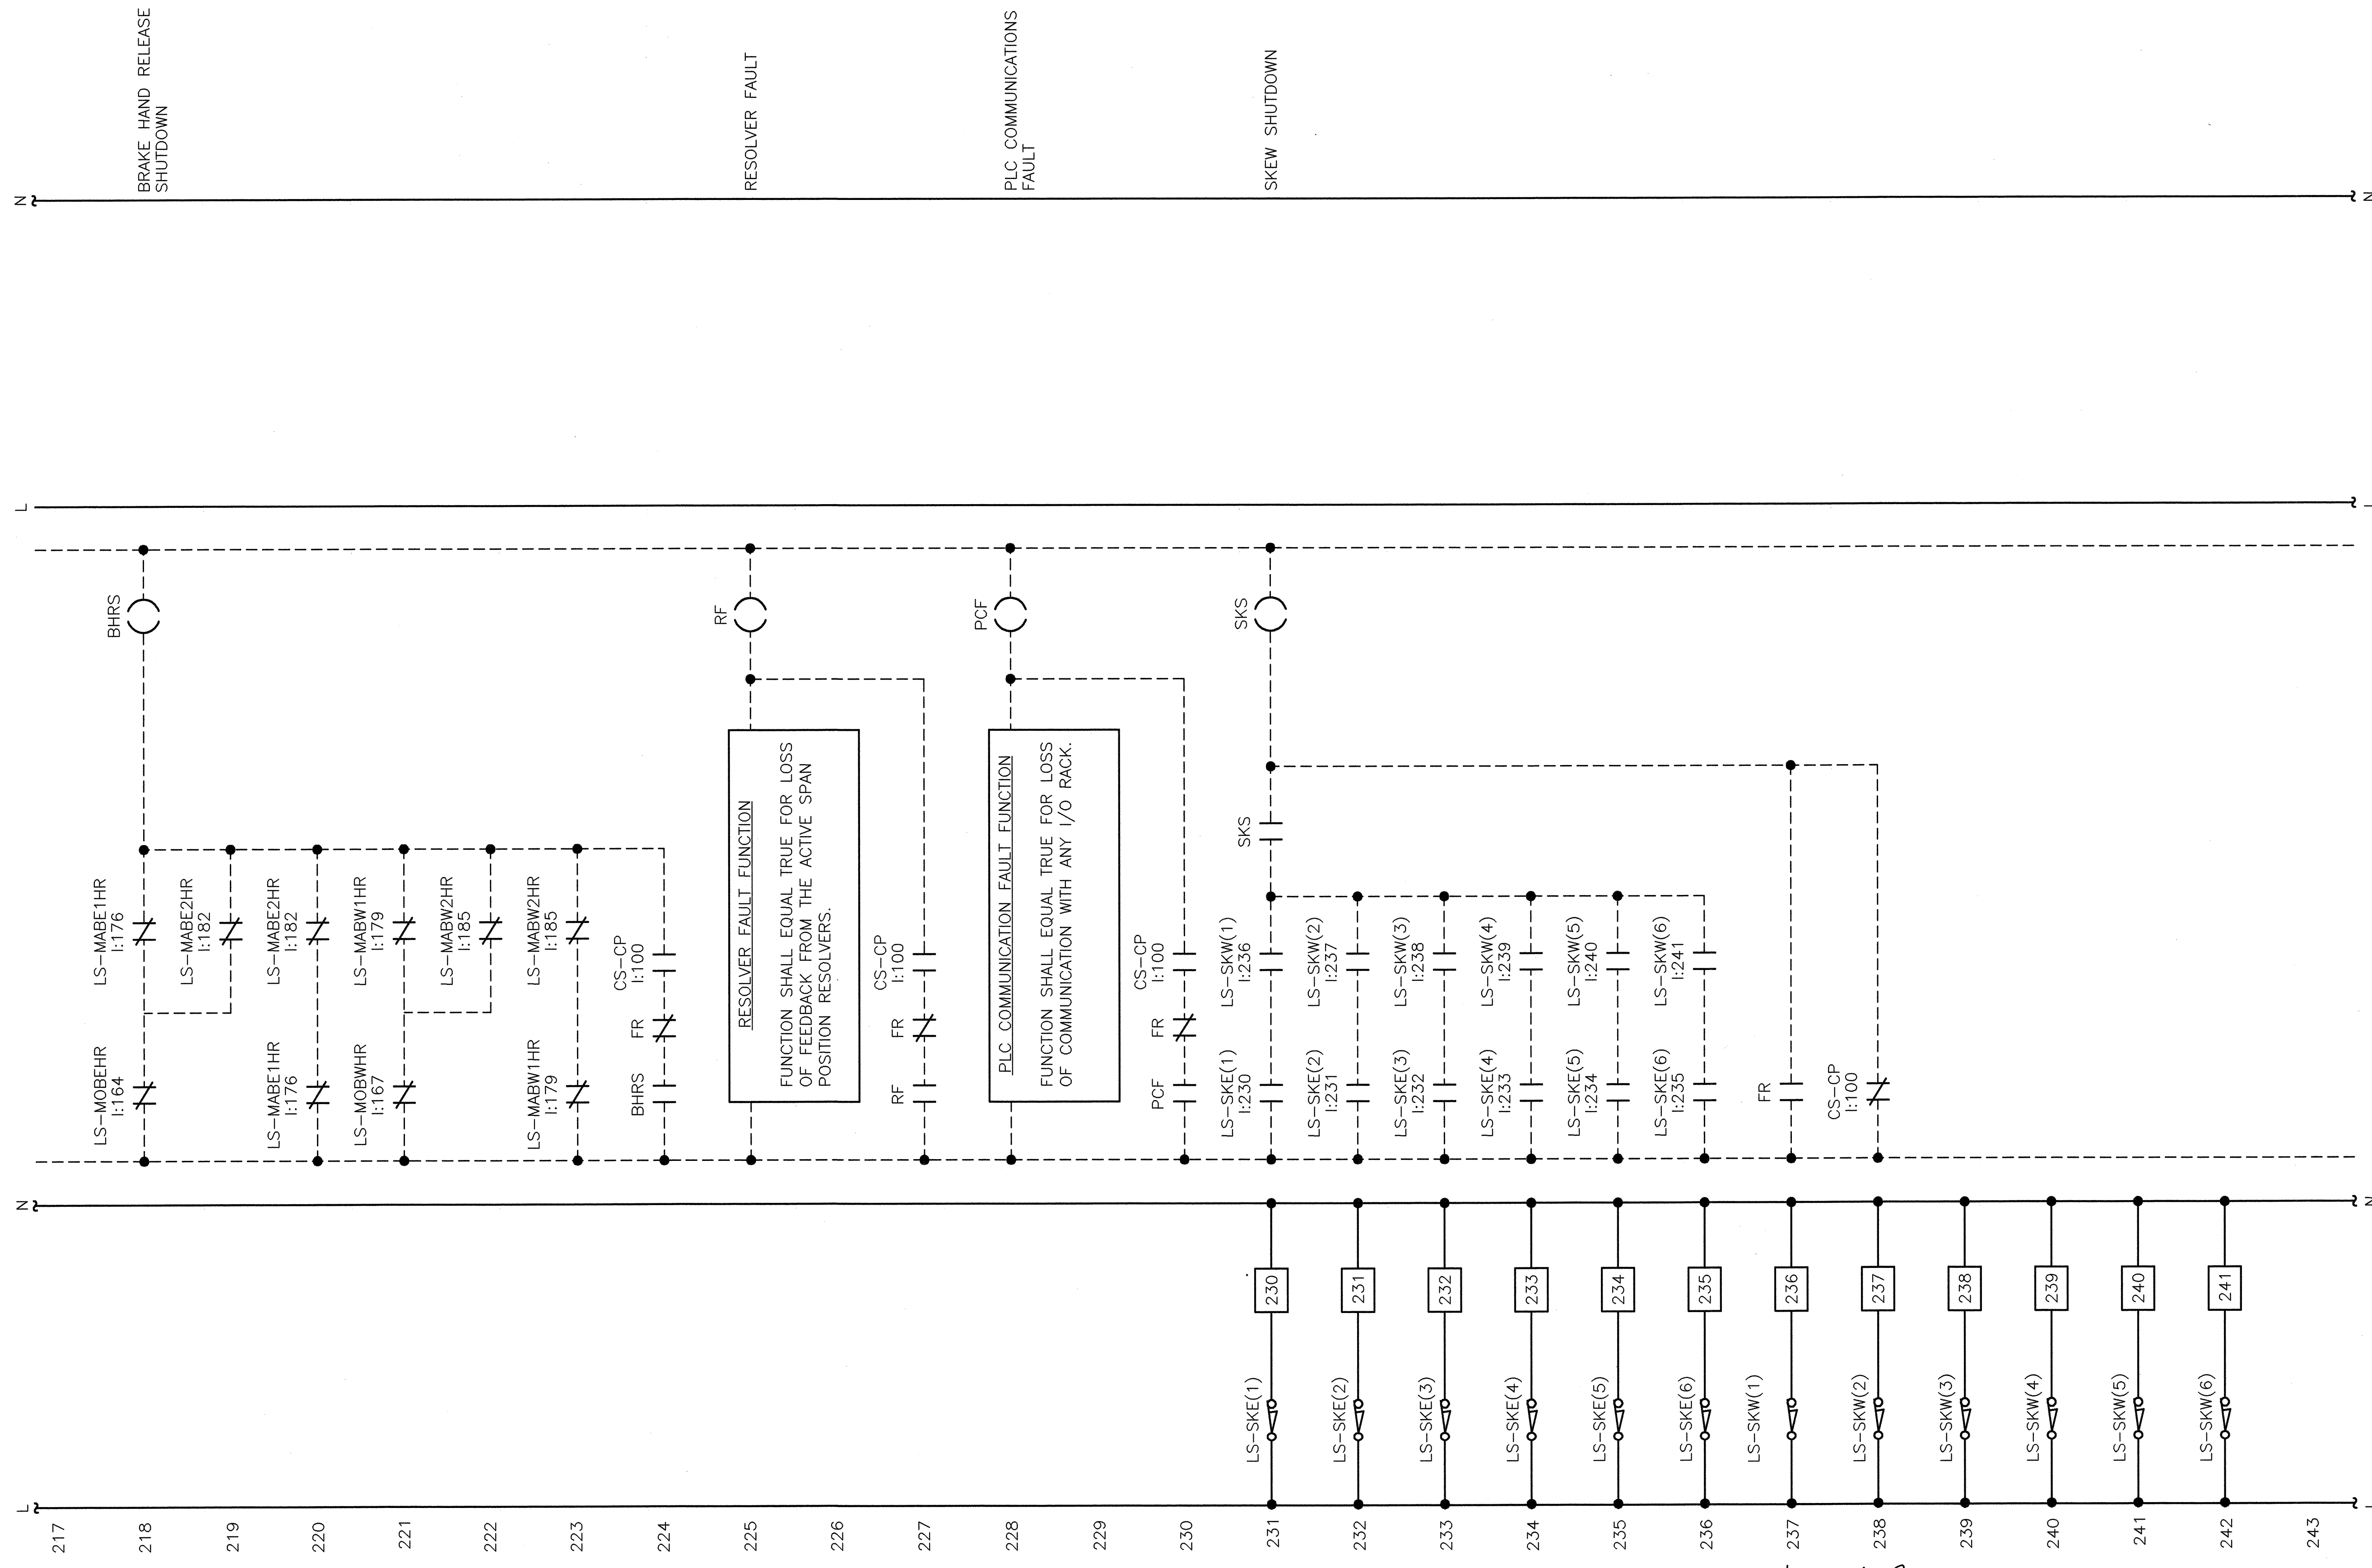 217
218
219
220
221
222
223
224
225
226
227
228
229
230
231
232
233
234
235
236
237
238
239
240
241
242
243
L
N
L
N
LS-MOBEHR
I:164
LS-MABE1HR
I:176
BHRS
BRAKE HAND RELEASE
SHUTDOWN
LS-MABE2HR
I:182
LS-MABE1HR
I:176
LS-MABE2HR
I:182
LS-MOBWHR
I:167
LS-MABW1HR
I:179
LS-MABW2HR
I:185
LS-MABW1HR
I:179
LS-MABW2HR
I:185
BHRS
FR
CS-CP
I:100
RESOLVER FAULT FUNCTION
FUNCTION SHALL EQUAL TRUE FOR LOSS
OF FEEDBACK FROM THE ACTIVE SPAN
POSITION RESOLVERS.
RF
RESOLVER FAULT
RF
FR
CS-CP
I:100
PLC COMMUNICATION FAULT FUNCTION
FUNCTION SHALL EQUAL TRUE FOR LOSS
OF COMMUNICATION WITH ANY I/O RACK.
PCF
PLC COMMUNICATIONS
FAULT
PCF
FR
CS-CP
I:100
LS-SKE(1)
230
LS-SKE(1)
I:230
LS-SKW(1)
I:236
SKS
SKS
SKEW SHUTDOWN
LS-SKE(2)
231
LS-SKE(2)
I:231
LS-SKW(2)
I:237
LS-SKE(3)
232
LS-SKE(3)
I:232
LS-SKW(3)
I:238
LS-SKE(4)
233
LS-SKE(4)
I:233
LS-SKW(4)
I:239
LS-SKE(5)
234
LS-SKE(5)
I:234
LS-SKW(5)
I:240
LS-SKE(6)
235
LS-SKE(6)
I:235
LS-SKW(6)
I:241
LS-SKW(1)
236
FR
LS-SKW(2)
237
CS-CP
I:100
LS-SKW(3)
238
LS-SKW(4)
239
LS-SKW(5)
240
LS-SKW(6)
241
L
N
L
N